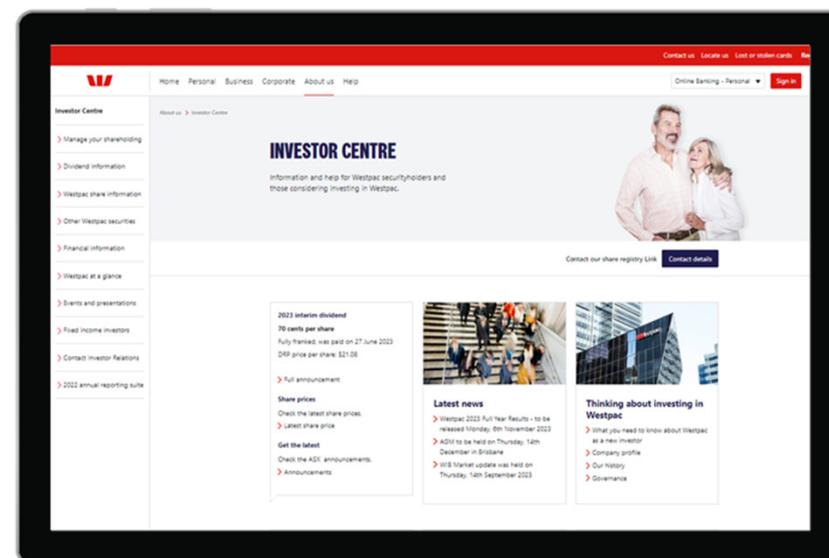 Contact us Locate us Lost or stolen cards
Home Personal Business Corporate About us Help
Online Banking - Personal
Sign in
Investor Centre
Manage your shareholding
Dividend information
Westpac share information
Other Westpac securities
Financial information
Westpac at a glance
Events and presentations
Fixed income investors
Contact Investor Relations
2022 annual reporting suite
About us > Investor Centre
INVESTOR CENTRE
Information and help for Westpac securityholders and
those considering investing in Westpac.
Contact our share registry Link
Contact details
2023 interim dividend
70 cents per share
Fully franked, was paid on 27 June 2023
DRP price per share: $21.08
Full announcement
Share prices
Check the latest share prices.
Latest share price
Get the latest
Check the ASX. announcements.
Announcements
Latest news
Westpac 2023 Full Year Results - to be
released Monday, 6th November 2023
AGM to be held on Thursday, 14th
December in Brisbane
WIB Market update was held on
Thursday, 14th September 2023
Thinking about investing in
Westpac
What you need to know about Westpac
as a new investor
Company profile
Our history
Governance